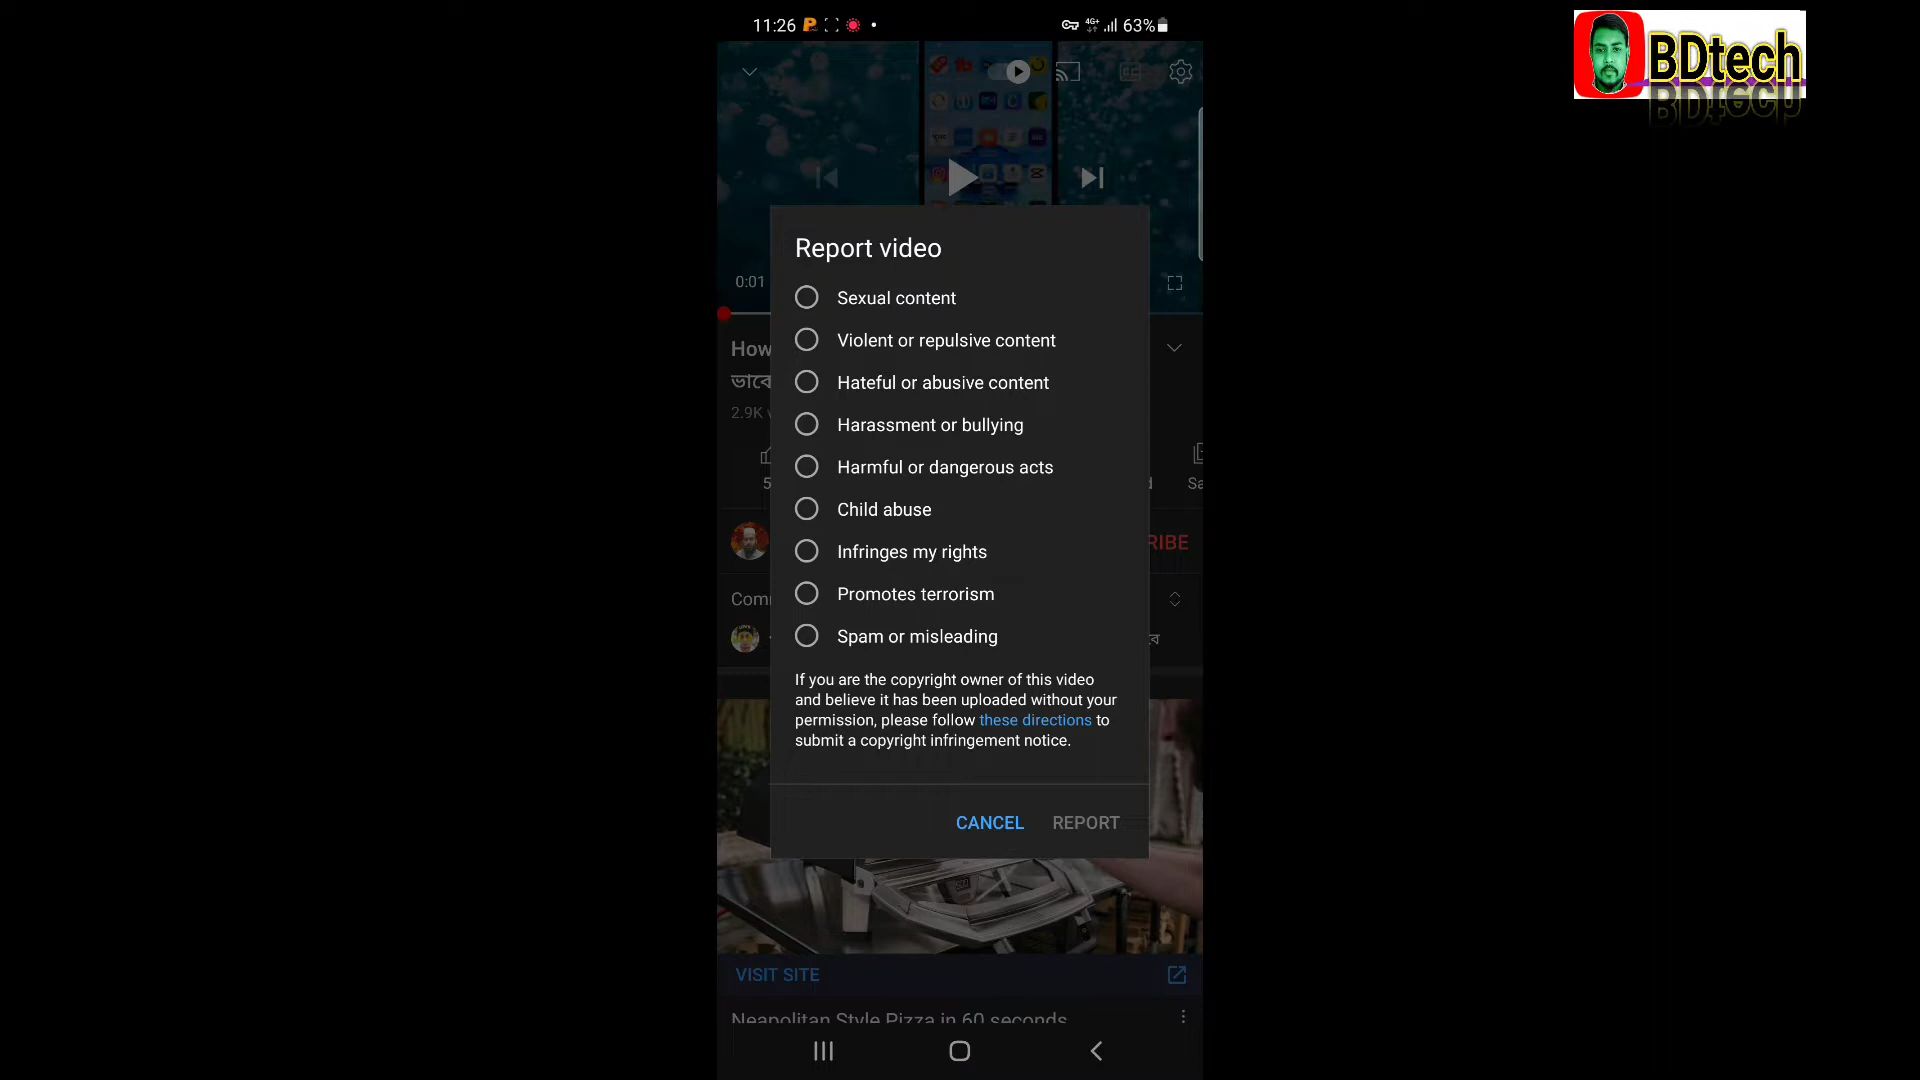 11:26
4G+
63%
BDtech
Report video
0:01
Sexual content
Violent or repulsive content
How
Hateful or abusive content
ভাবে
2.9K
Harassment or bullying
Harmful or dangerous acts
5
Sa
Child abuse
Infringes my rights
RIBE
Promotes terrorism
Com
Spam or misleading
If you are the copyright owner of this video
and believe it has been uploaded without your
permission, please follow these directions to
submit a copyright infringement notice.
CANCEL REPORT
VISIT SITE
Neapolitan Style Pizza in 60 seconds